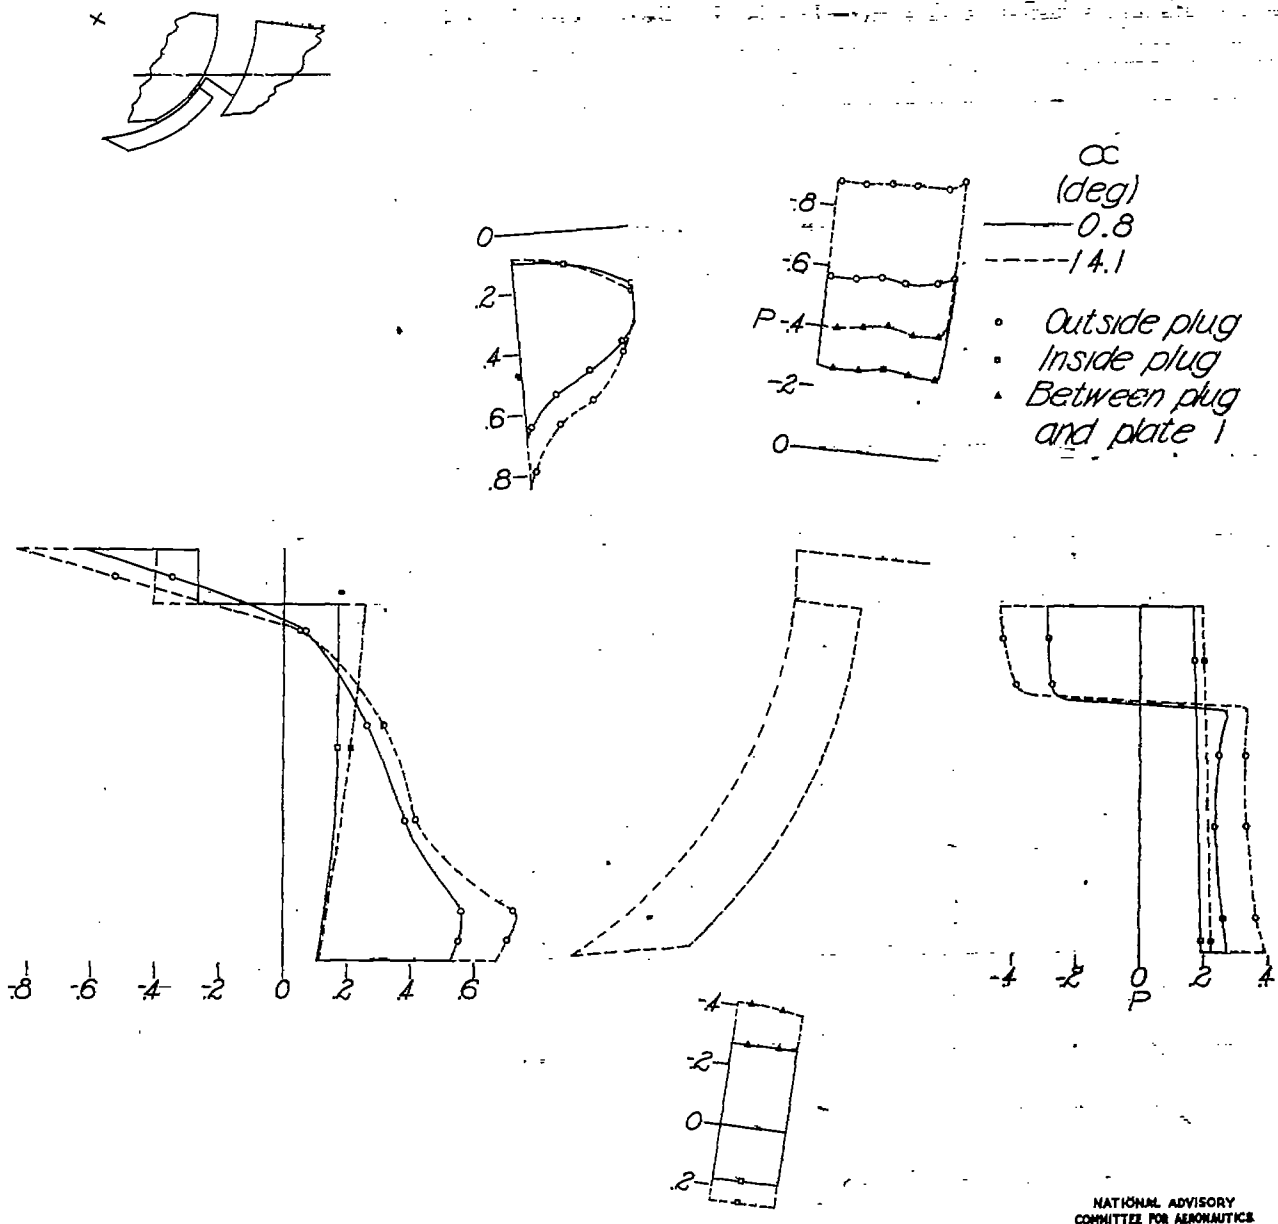 x
∝
(deg)
0.8
14.1
Outside plug
Inside plug
Between plug
and plate 1
-.8
-.6
P -.4
-.2
0
0
.2
.4
.6
.8
-.8 -.6 -.4 -.2 0 .2 .4 .6
-.4 -.2 0 .2 .4
P
-.4
-.2
0
.2
NATIONAL ADVISORY
COMMITTEE FOR AERONAUTICS